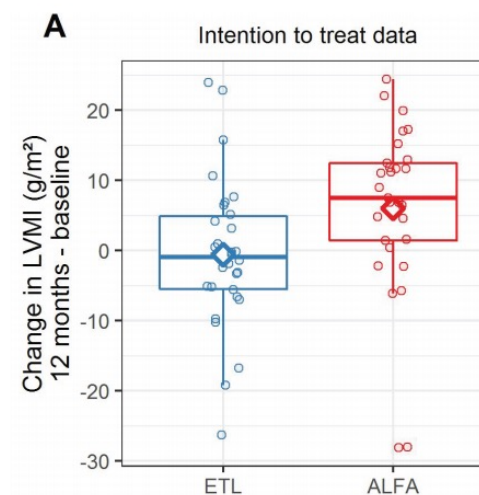 A
Intention to treat data
Change in LVMI (g/m²)
12 months - baseline
20
10
0
-10
-20
-30
ETL
ALFA